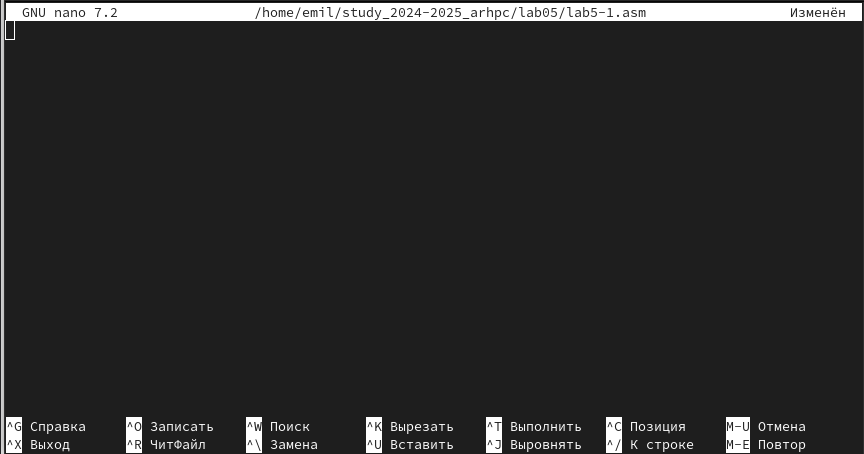 GNU nano 7.2 /home/emil/study_2024-2025_arhpc/lab05/lab5-1.asm Изменён
^G Справка ^O Записать ^W Поиск ^K Вырезать ^T Выполнить ^C Позиция M-U Отмена
^X Выход ^R ЧитФайл ^\ Замена ^U Вставить ^J Выровнять ^/ К строке M-E Повтор